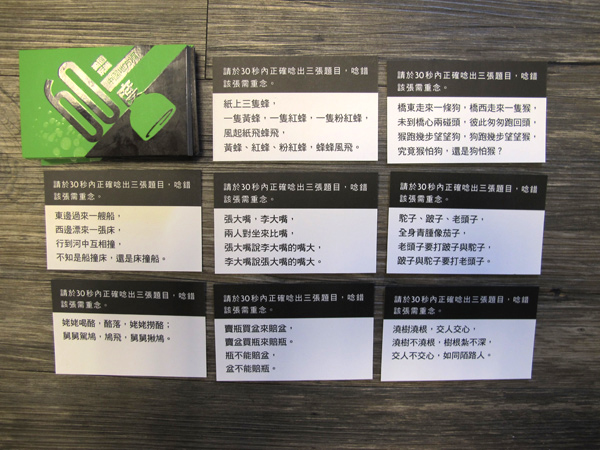 請於30秒內正確唸出三張題目，唸錯
該張需重念。
紙上三隻蜂，
一隻黃蜂，一隻紅蜂，一隻粉紅蜂，
風起紙飛蜂飛，
黃蜂、紅蜂、粉紅蜂，蜂蜂風飛。
請於30秒內正確唸出三張題目，唸錯
該張需重念。
橋東走來一條狗，橋西走來一隻猴，
未到橋心兩碰頭，彼此匆匆跑回頭，
猴跑幾步望望猴，狗跑幾步望望猴，
究竟猴怕狗，還是狗怕猴？
請於30秒內正確唸出三張題目，唸錯
該張需重念。
東邊過來一艘船，
西邊漂來一張床，
行到河中互相撞，
不知是船撞床，還是床撞船。
請於30秒內正確唸出三張題目，唸錯
該張需重念。
張大嘴，李大嘴，
兩人對坐來比嘴，
張大嘴說李大嘴的嘴大，
李大嘴說張大嘴的嘴大。
請於30秒內正確唸出三張題目，唸錯
該張需重念。
駝子、跛子、老頭子，
全身青腫像茄子，
老頭子要打跛子與駝子，
跛子與駝子要打老頭子。
請於30秒內正確唸出三張題目，唸錯
該張需重念。
姥姥喝酪，酪落，姥姥撈酪；
舅舅駕鳩，鳩飛，舅舅揪鳩。
請於30秒內正確唸出三張題目，唸錯
該張需重念。
賣瓶買盆來賠盆，
賣盆買瓶來賠瓶。
瓶不能賠盆，
盆不能賠瓶。
請於30秒內正確唸出三張題目，唸錯
該張需重念。
澆樹澆根，交人交心，
澆樹不澆根、樹根紮不深，
交人不交心，如同陌路人。